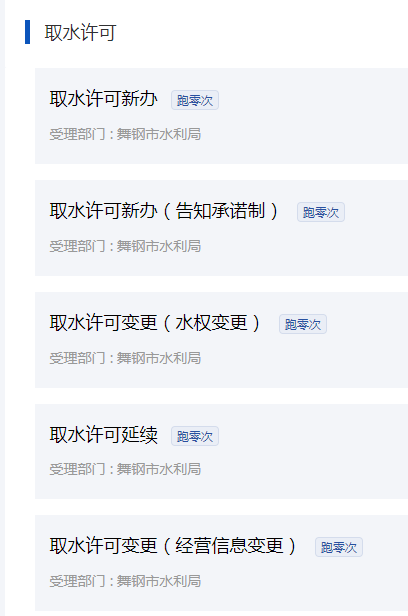 取水许可
取水许可新办 跑零次
受理部门：舞钢市水利局
取水许可新办（告知承诺制） 跑零次
受理部门：舞钢市水利局
取水许可变更（水权变更） 跑零次
受理部门：舞钢市水利局
取水许可延续 跑零次
受理部门：舞钢市水利局
取水许可变更（经营信息变更） 跑零次
受理部门：舞钢市水利局